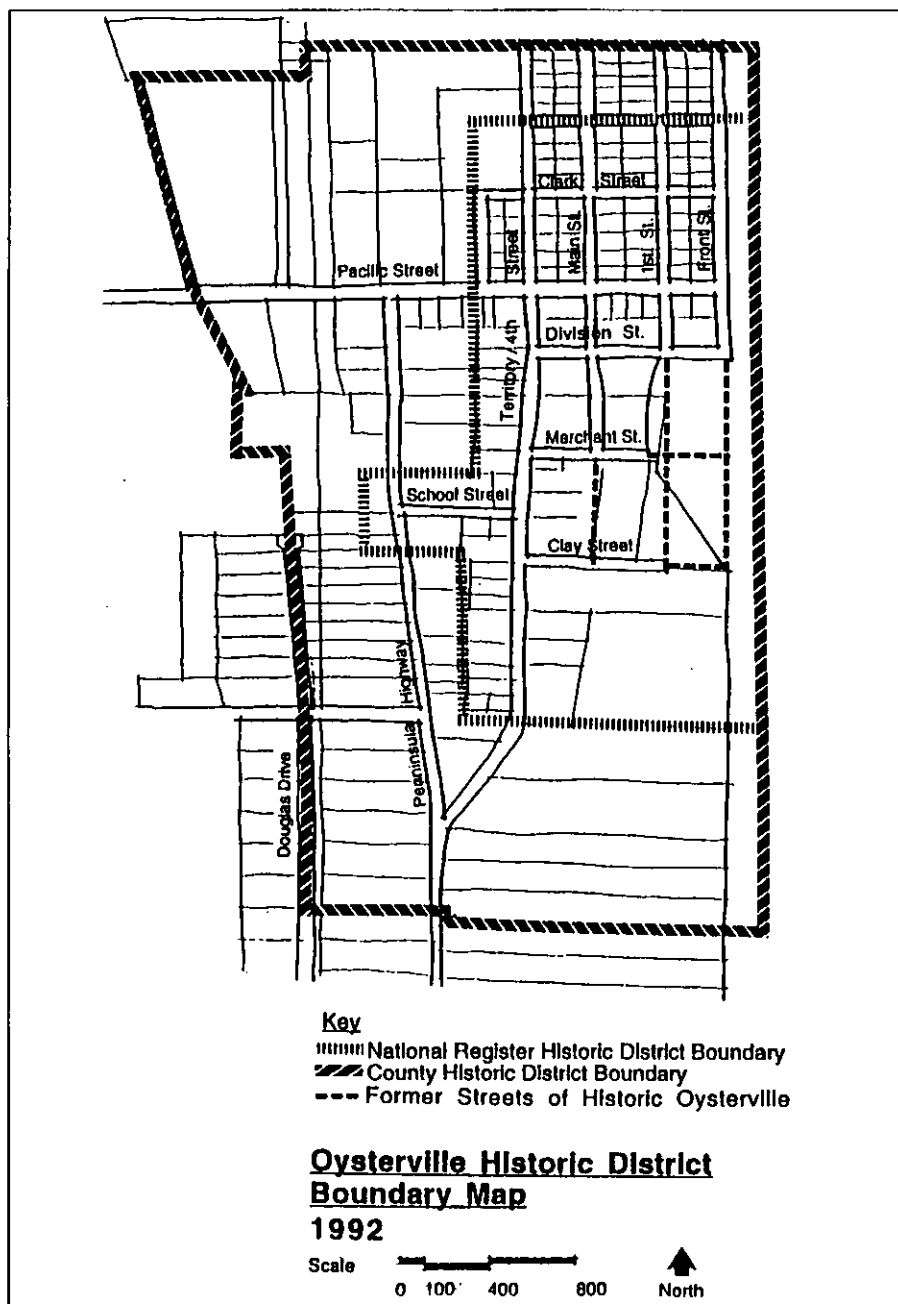 Clark Street
Street
Main St.
1st St.
Front St.
Pacific Street
Division St.
Territory / 4th
Merchant St.
School Street
Clay Street
Highway
Peninsula
Douglas Drive
Key
National Register Historic District Boundary
County Historic District Boundary
Former Streets of Historic Oysterville
Oysterville Historic District
Boundary Map
1992
Scale
0 100 400 800 North